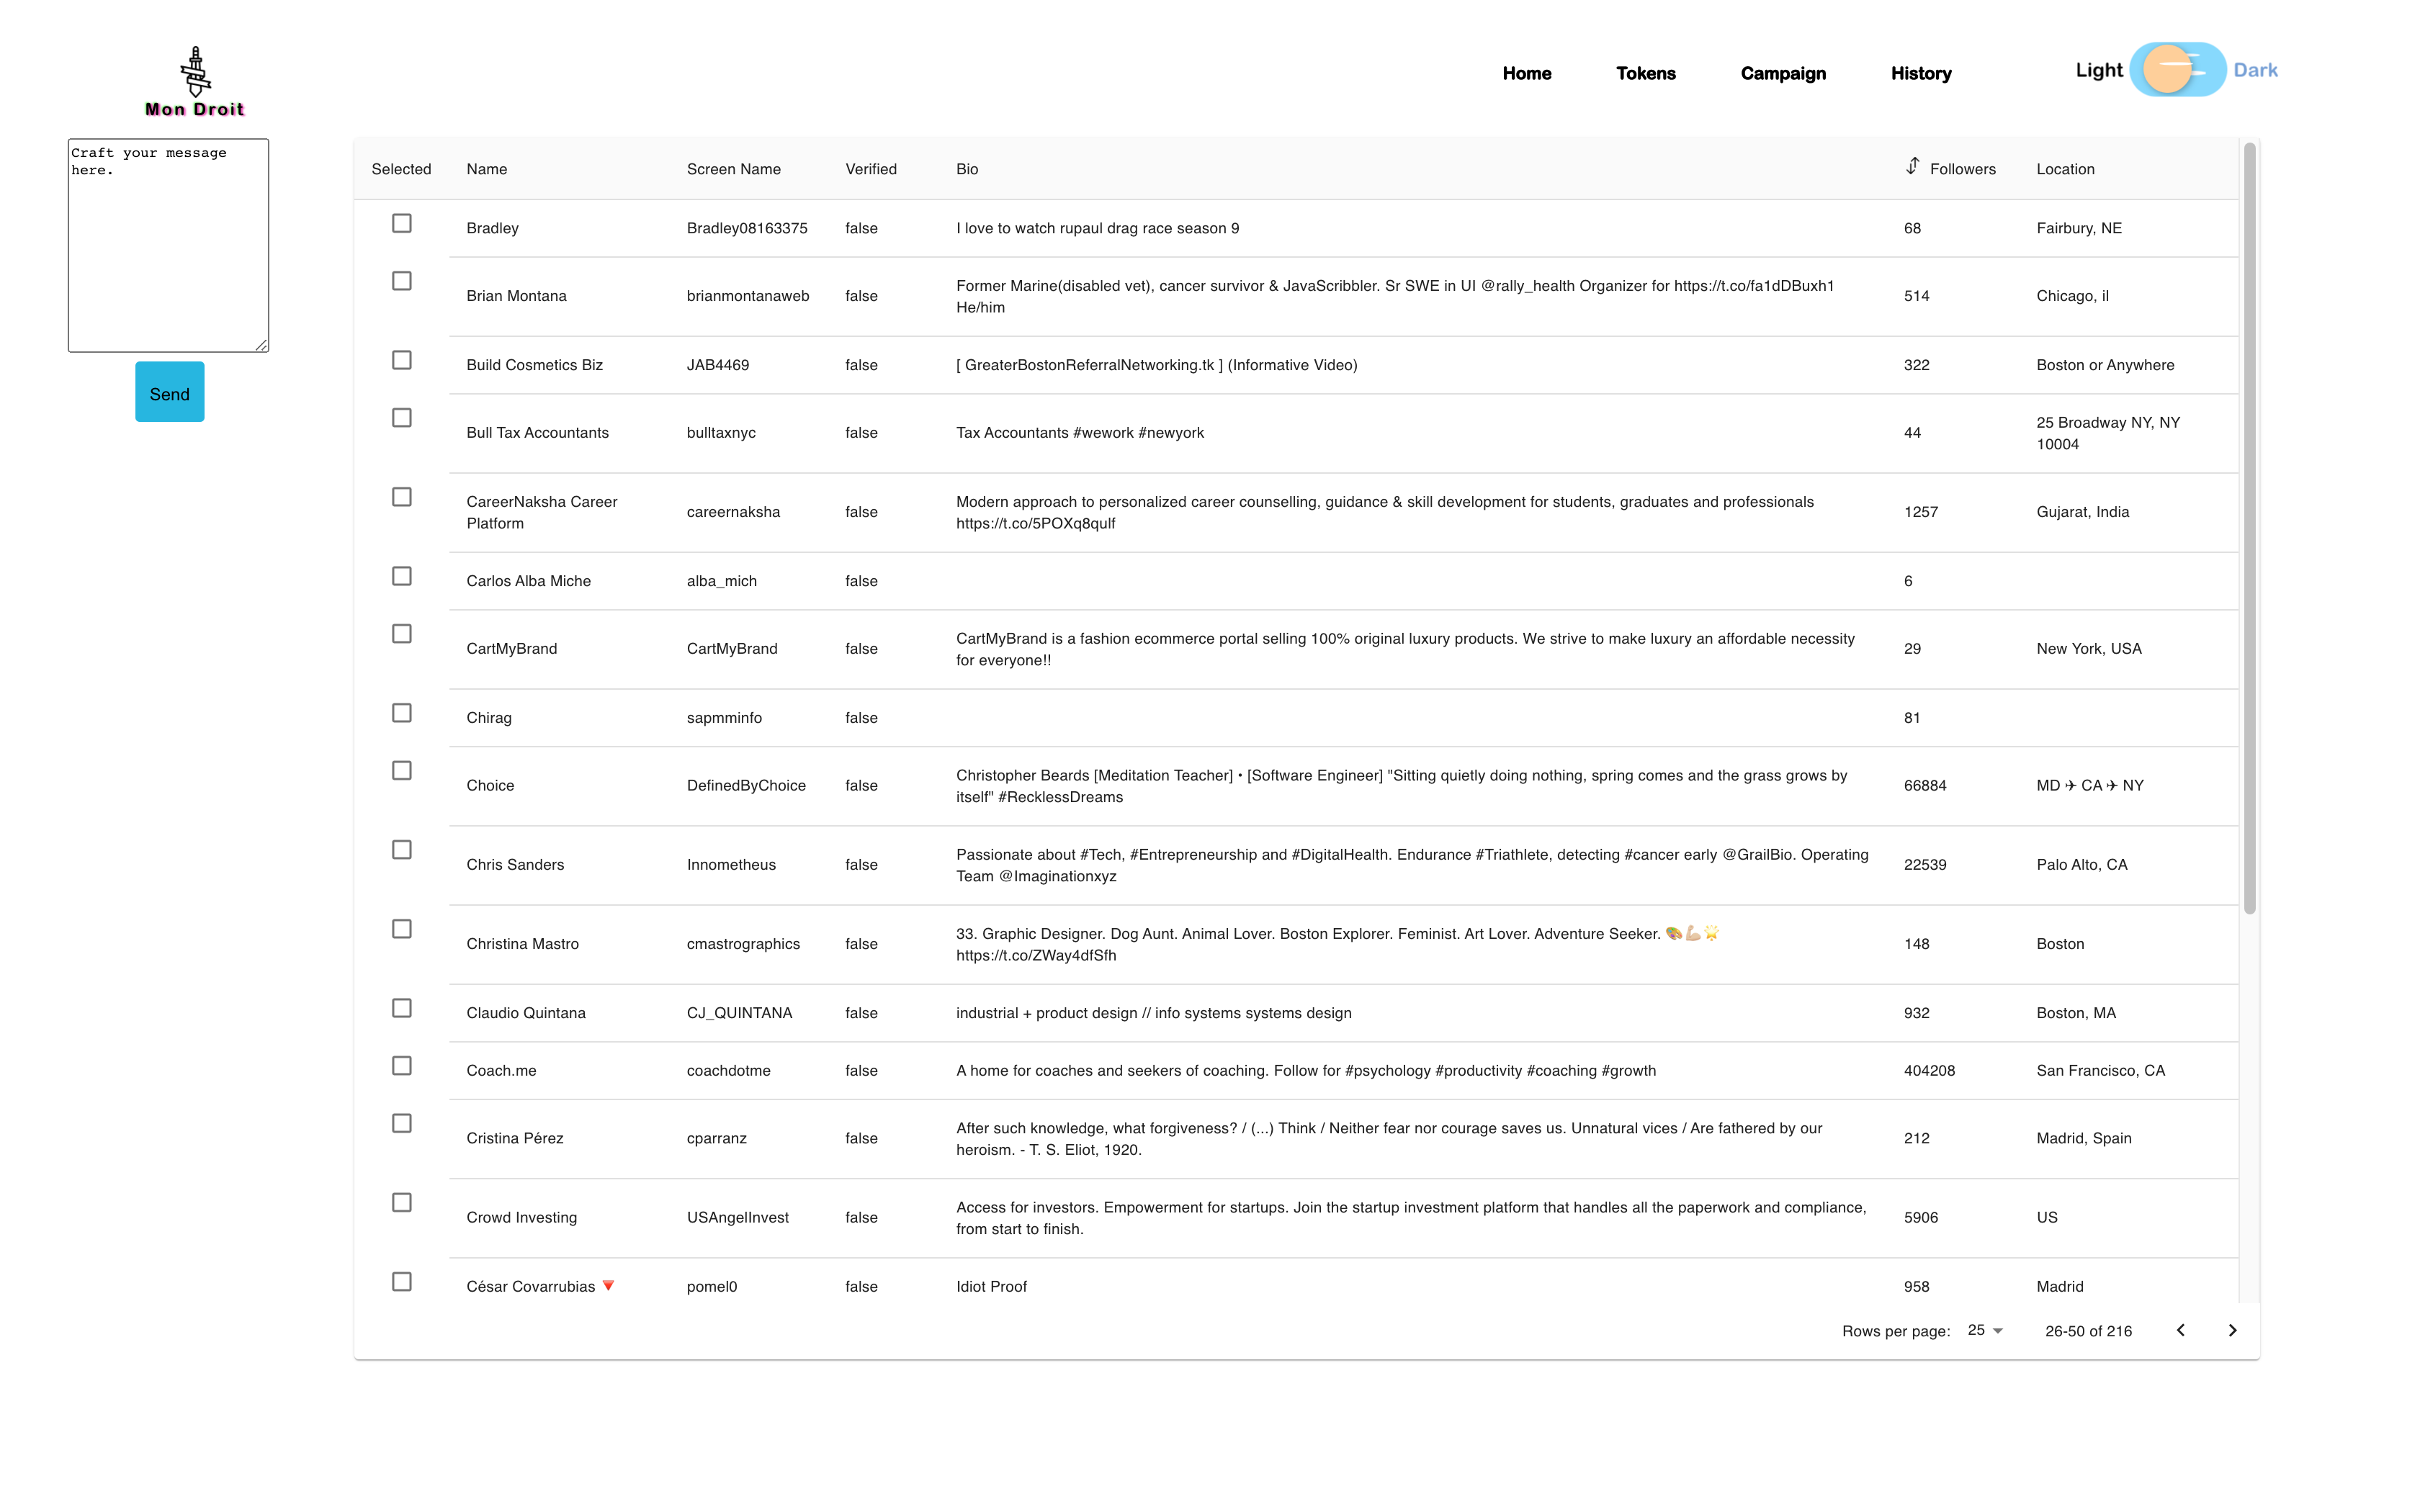 Mon Droit
Home Tokens Campaign History
Light Dark
Craft your message
here.
Send
Selected Name Screen Name Verified Bio Followers Location
Bradley Bradley08163375 false I love to watch rupaul drag race season 9 68 Fairbury, NE
Brian Montana brianmontanaweb false Former Marine(disabled vet), cancer survivor & JavaScribbler. Sr SWE in UI @rally_health Organizer for https://t.co/fa1dDBuxh1
He/him 514 Chicago, il
Build Cosmetics Biz JAB4469 false [ GreaterBostonReferralNetworking.tk ] (Informative Video) 322 Boston or Anywhere
Bull Tax Accountants bulltaxnyc false Tax Accountants #wework #newyork 44 25 Broadway NY, NY
10004
CareerNaksha Career
Platform careernaksha false Modern approach to personalized career counselling, guidance & skill development for students, graduates and professionals
https://t.co/5POXq8qulf 1257 Gujarat, India
Carlos Alba Miche alba_mich false 6
CartMyBrand CartMyBrand false CartMyBrand is a fashion ecommerce portal selling 100% original luxury products. We strive to make luxury an affordable necessity
for everyone!! 29 New York, USA
Chirag sapmminfo false 81
Choice DefinedByChoice false Christopher Beards [Meditation Teacher] • [Software Engineer] "Sitting quietly doing nothing, spring comes and the grass grows by
itself" #RecklessDreams 66884 MD ✈ CA ✈ NY
Chris Sanders Innometheus false Passionate about #Tech, #Entrepreneurship and #DigitalHealth. Endurance #Triathlete, detecting #cancer early @GrailBio. Operating
Team @Imaginationxyz 22539 Palo Alto, CA
Christina Mastro cmastrographics false 33. Graphic Designer. Dog Aunt. Animal Lover. Boston Explorer. Feminist. Art Lover. Adventure Seeker. 🎨💪🏼🌟
https://t.co/ZWay4dfSfh 148 Boston
Claudio Quintana CJ_QUINTANA false industrial + product design // info systems systems design 932 Boston, MA
Coach.me coachdotme false A home for coaches and seekers of coaching. Follow for #psychology #productivity #coaching #growth 404208 San Francisco, CA
Cristina Pérez cparranz false After such knowledge, what forgiveness? / (...) Think / Neither fear nor courage saves us. Unnatural vices / Are fathered by our
heroism. - T. S. Eliot, 1920. 212 Madrid, Spain
Crowd Investing USAngelInvest false Access for investors. Empowerment for startups. Join the startup investment platform that handles all the paperwork and compliance,
from start to finish. 5906 US
César Covarrubias 🔻 pomel0 false Idiot Proof 958 Madrid
Rows per page: 25 26-50 of 216